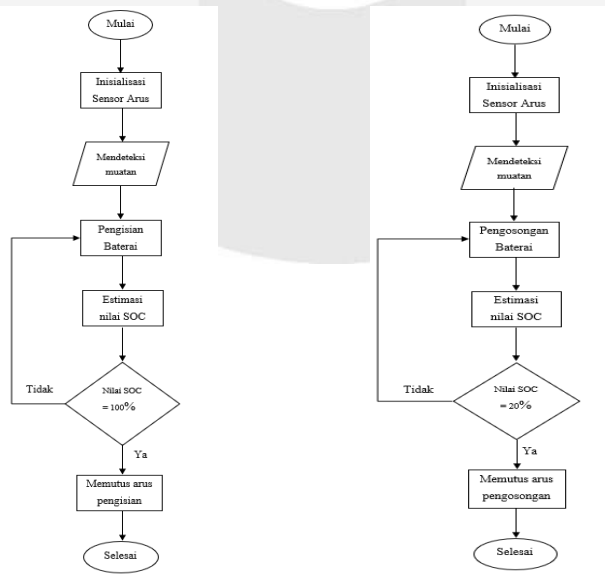 Mulai
Inisialisasi
Sensor Arus
Mendeteksi
muatan
Pengisian
Baterai
Estimasi
nilai SOC
Tidak
Nilai SOC
= 100%
Ya
Memutus arus
pengisian
Selesai
Mulai
Inisialisasi
Sensor Arus
Mendeteksi
muatan
Pengosongan
Baterai
Estimasi
nilai SOC
Tidak
Nilai SOC
= 20%
Ya
Memutus arus
pengosongan
Selesai